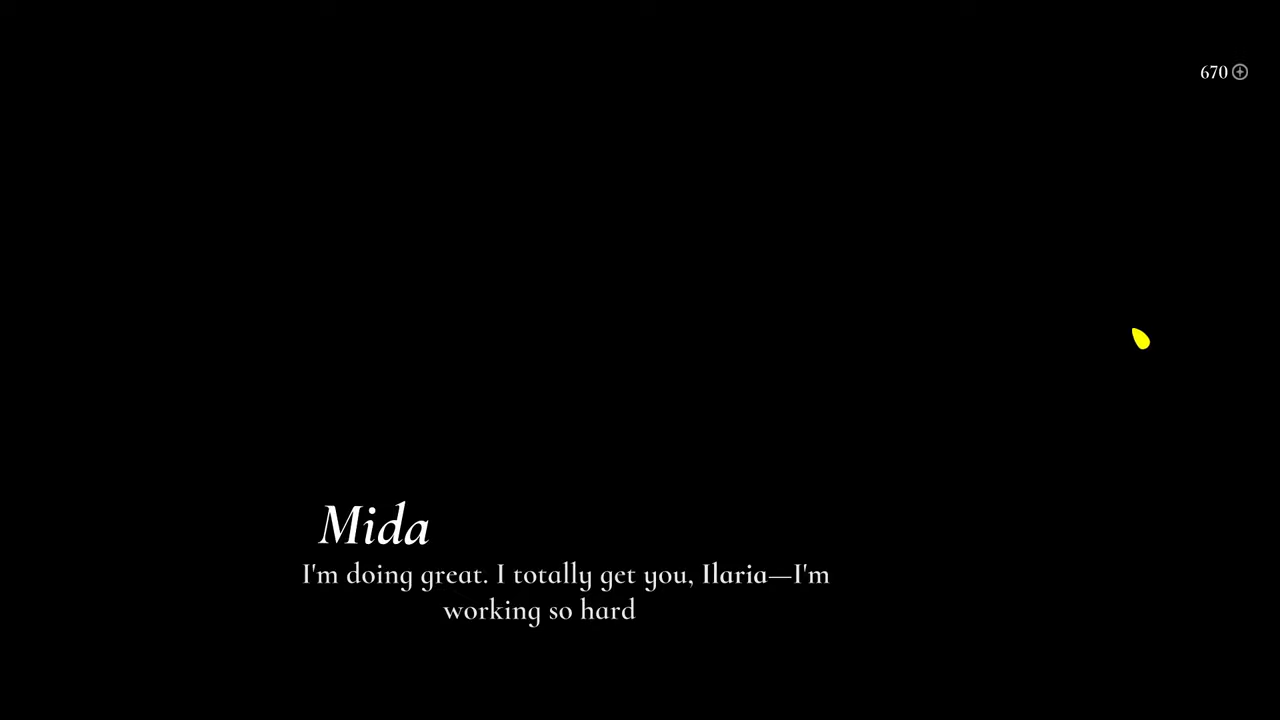 670
Mida
I'm doing great. I totally get you, Ilaria—I'm
working so hard